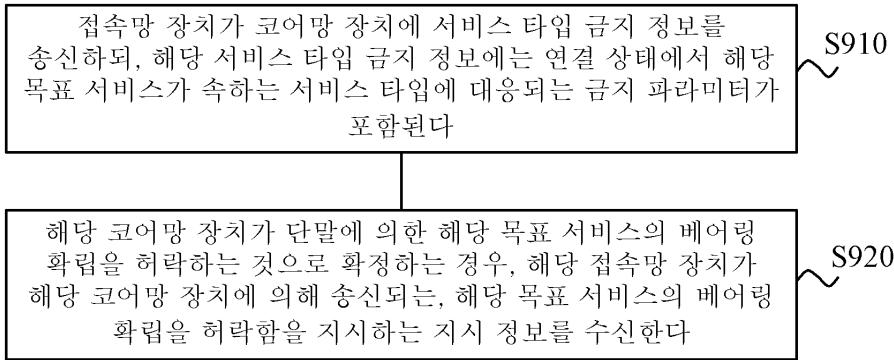 접속망 장치가 코어망 장치에 서비스 타입 금지 정보를
송신하되, 해당 서비스 타입 금지 정보에는 연결 상태에서 해당
목표 서비스가 속하는 서비스 타입에 대응되는 금지 파라미터가
포함된다
S910
해당 코어망 장치가 단말에 의한 해당 목표 서비스의 베어링
확립을 허락하는 것으로 확정하는 경우, 해당 접속망 장치가
해당 코어망 장치에 의해 송신되는, 해당 목표 서비스의 베어링
확립을 허락함을 지시하는 지시 정보를 수신한다
S920